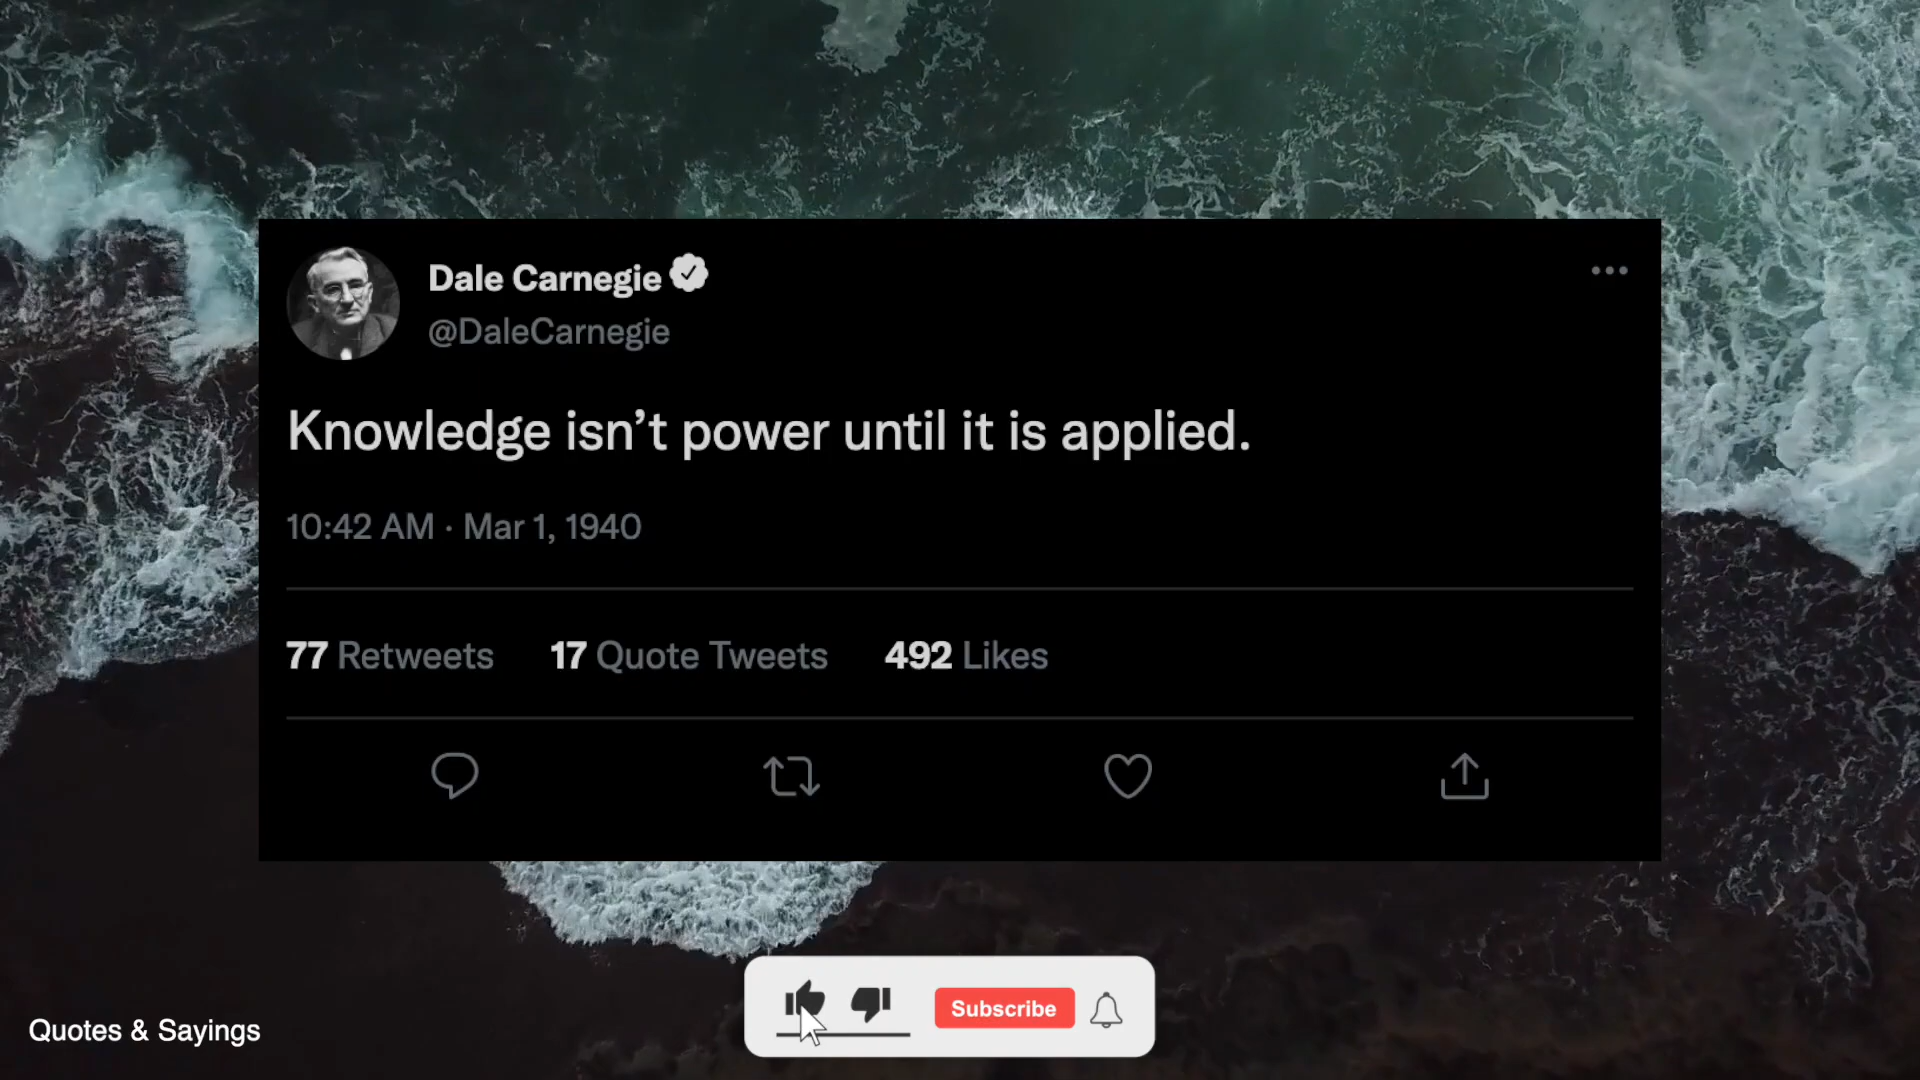 Dale Carnegie
@DaleCarnegie
Knowledge isn’t power until it is applied.
10:42 AM · Mar 1, 1940
77 Retweets 17 Quote Tweets 492 Likes
Subscribe
Quotes & Sayings